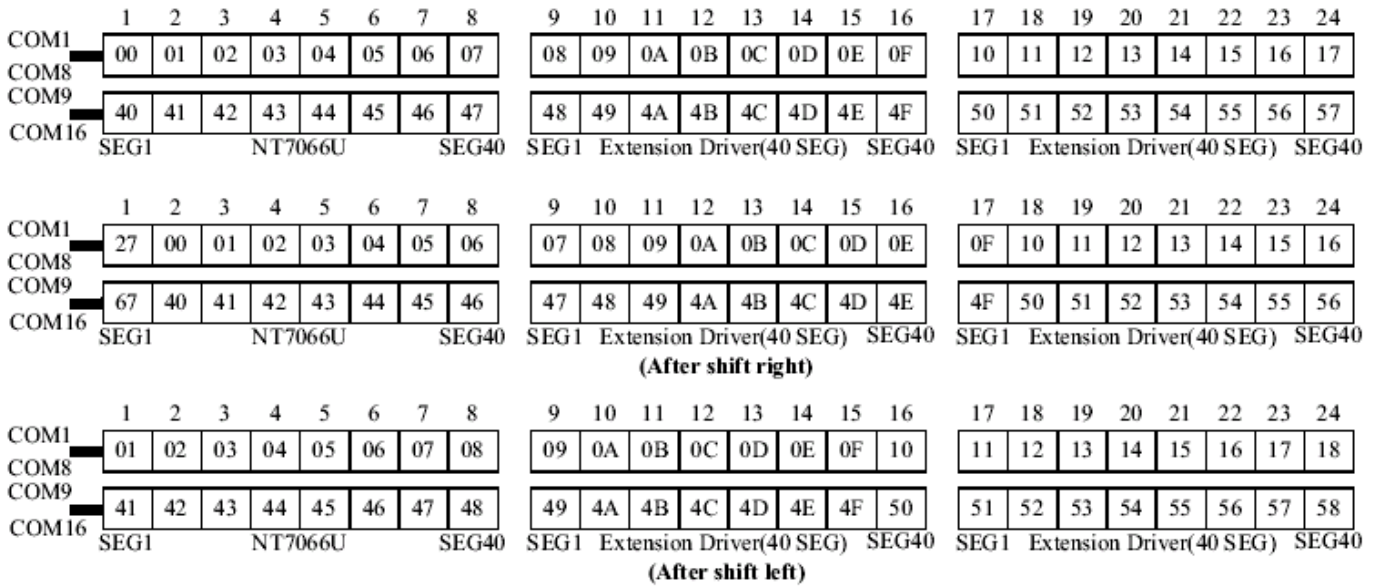 1 2 3 4 5 6 7 8 9 10 11 12 13 14 15 16 17 18 19 20 21 22 23 24
COM1
00 01 02 03 04 05 06 07 08 09 0A 0B 0C 0D 0E 0F 10 11 12 13 14 15 16 17
COM8
COM9
40 41 42 43 44 45 46 47 48 49 4A 4B 4C 4D 4E 4F 50 51 52 53 54 55 56 57
COM16
SEG1 NT7066U SEG40 SEG1 Extension Driver(40 SEG) SEG40 SEG1 Extension Driver(40 SEG) SEG40
1 2 3 4 5 6 7 8 9 10 11 12 13 14 15 16 17 18 19 20 21 22 23 24
COM1
27 00 01 02 03 04 05 06 07 08 09 0A 0B 0C 0D 0E 0F 10 11 12 13 14 15 16
COM8
COM9
67 40 41 42 43 44 45 46 47 48 49 4A 4B 4C 4D 4E 4F 50 51 52 53 54 55 56
COM16
SEG1 NT7066U SEG40 SEG1 Extension Driver(40 SEG) SEG40 SEG1 Extension Driver(40 SEG) SEG40
(After shift right)
1 2 3 4 5 6 7 8 9 10 11 12 13 14 15 16 17 18 19 20 21 22 23 24
COM1
01 02 03 04 05 06 07 08 09 0A 0B 0C 0D 0E 0F 10 11 12 13 14 15 16 17 18
COM8
COM9
41 42 43 44 45 46 47 48 49 4A 4B 4C 4D 4E 4F 50 51 52 53 54 55 56 57 58
COM16
SEG1 NT7066U SEG40 SEG1 Extension Driver(40 SEG) SEG40 SEG1 Extension Driver(40 SEG) SEG40
(After shift left)